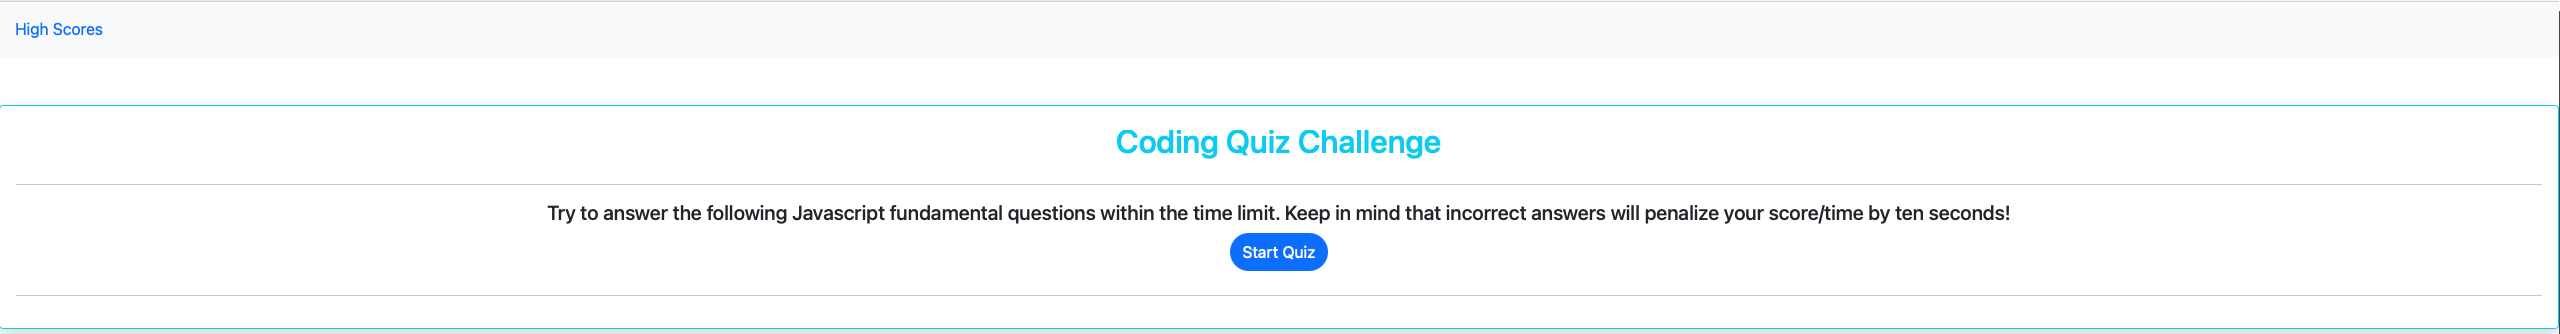 High Scores
Coding Quiz Challenge
Try to answer the following Javascript fundamental questions within the time limit. Keep in mind that incorrect answers will penalize your score/time by ten seconds!
Start Quiz